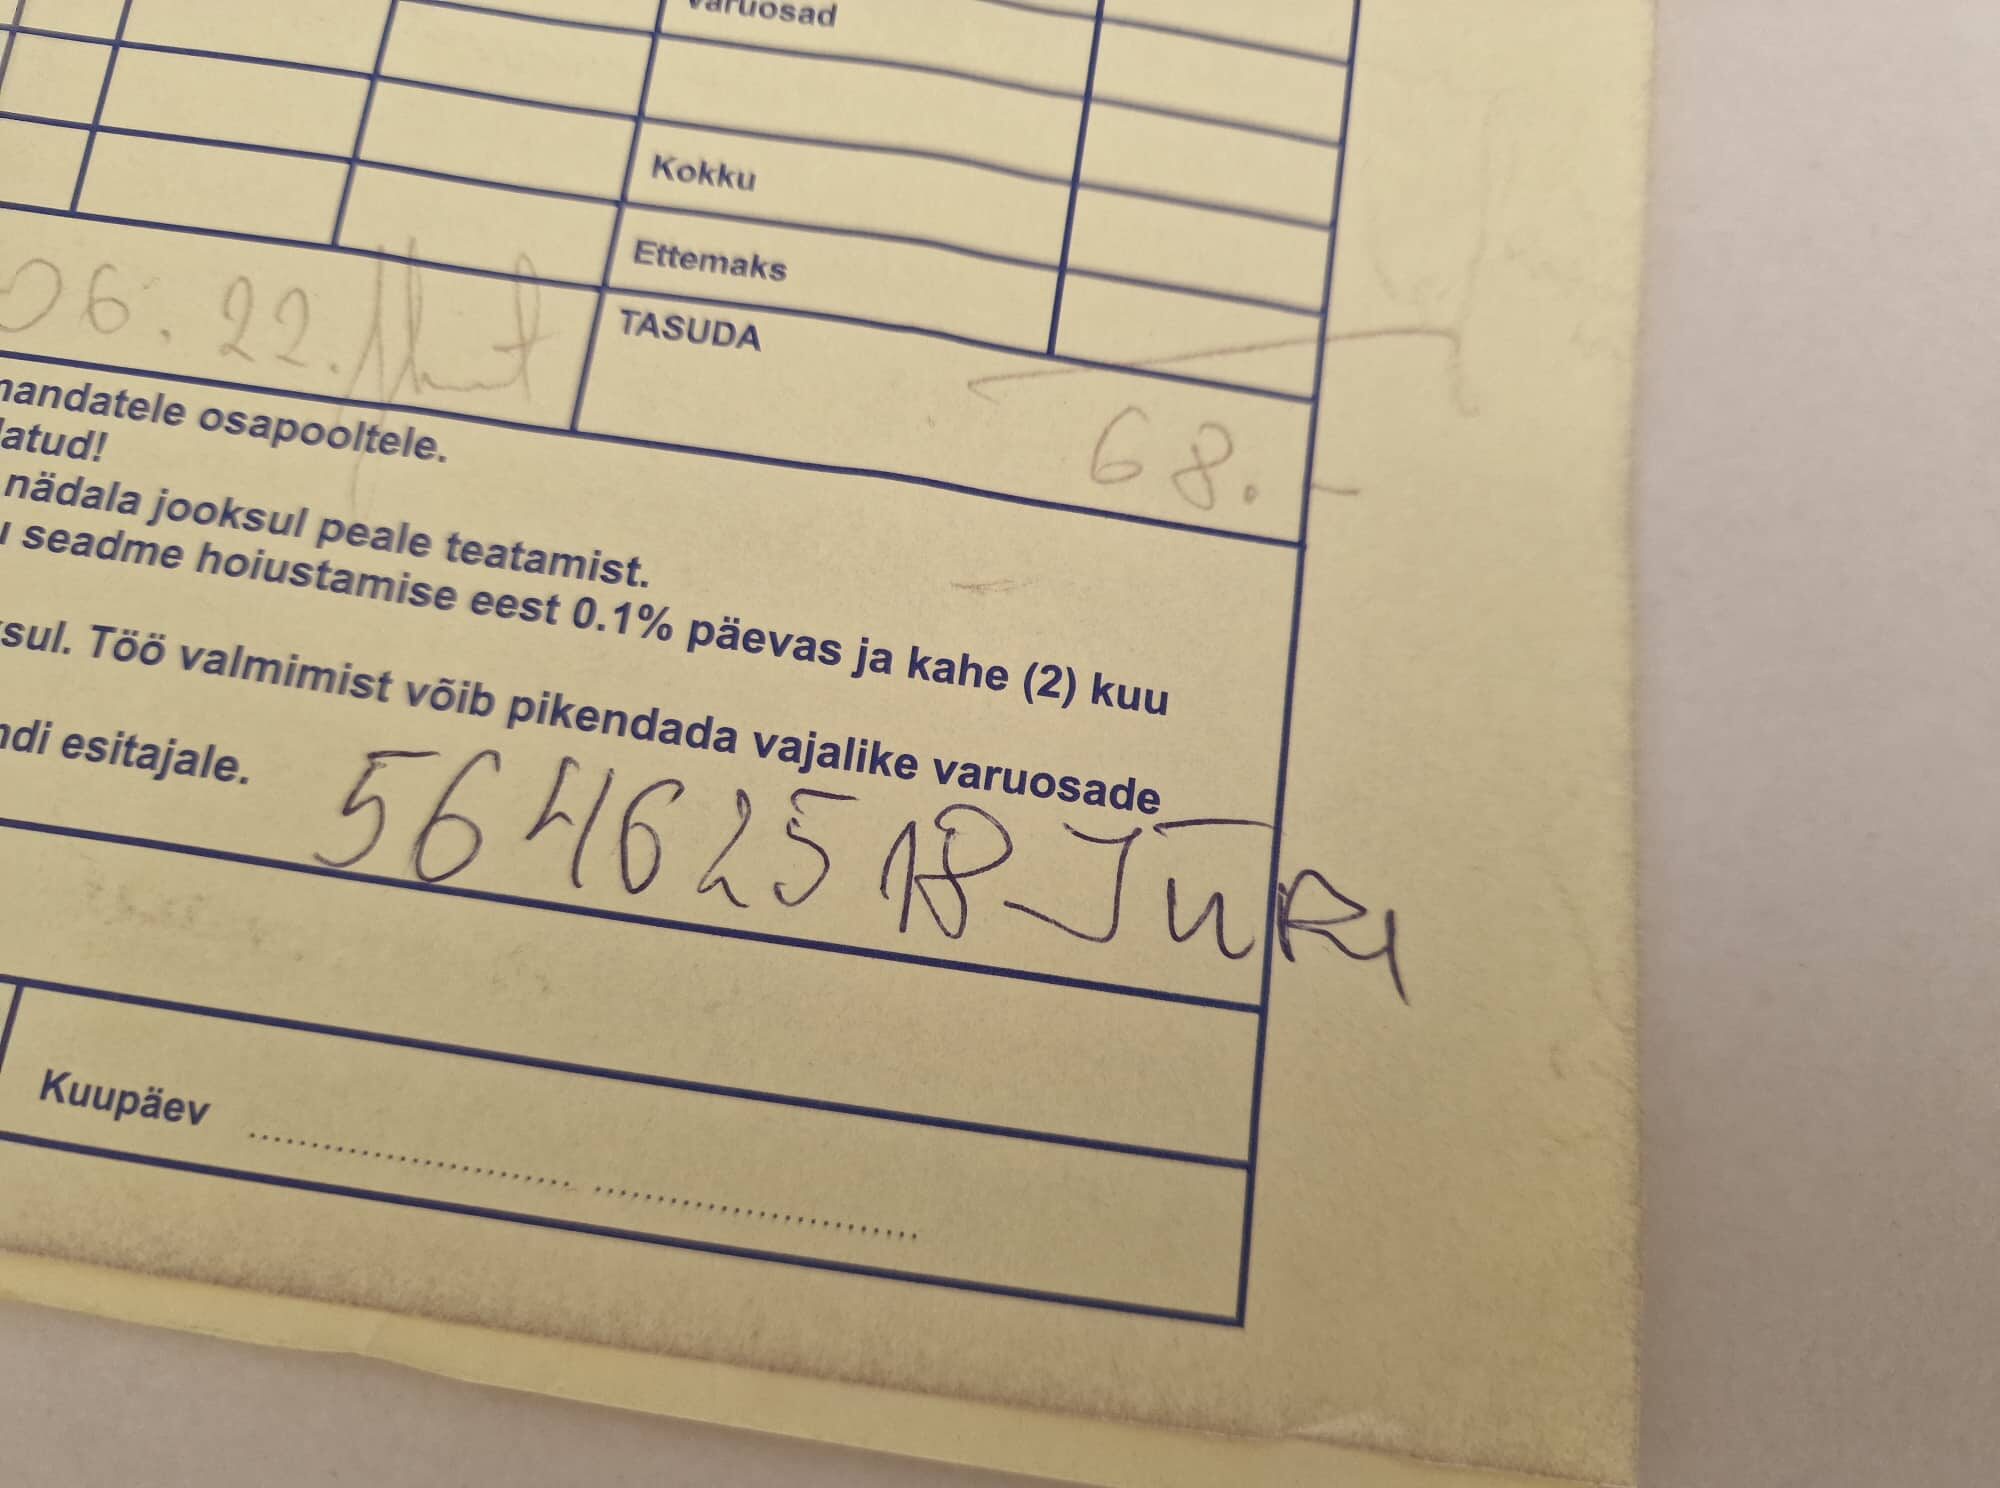 varuosad
Kokku
Ettemaks
06.22.
TASUDA
68.-
mandatele osapooltele.
latud!
nädala jooksul peale teatamist.
u seadme hoiustamise eest 0.1% päevas ja kahe (2) kuu
sul. Töö valmimist võib pikendada vajalike varuosade
ndi esitajale.
56462518 JÜRI
Kuupäev ............................ ............................